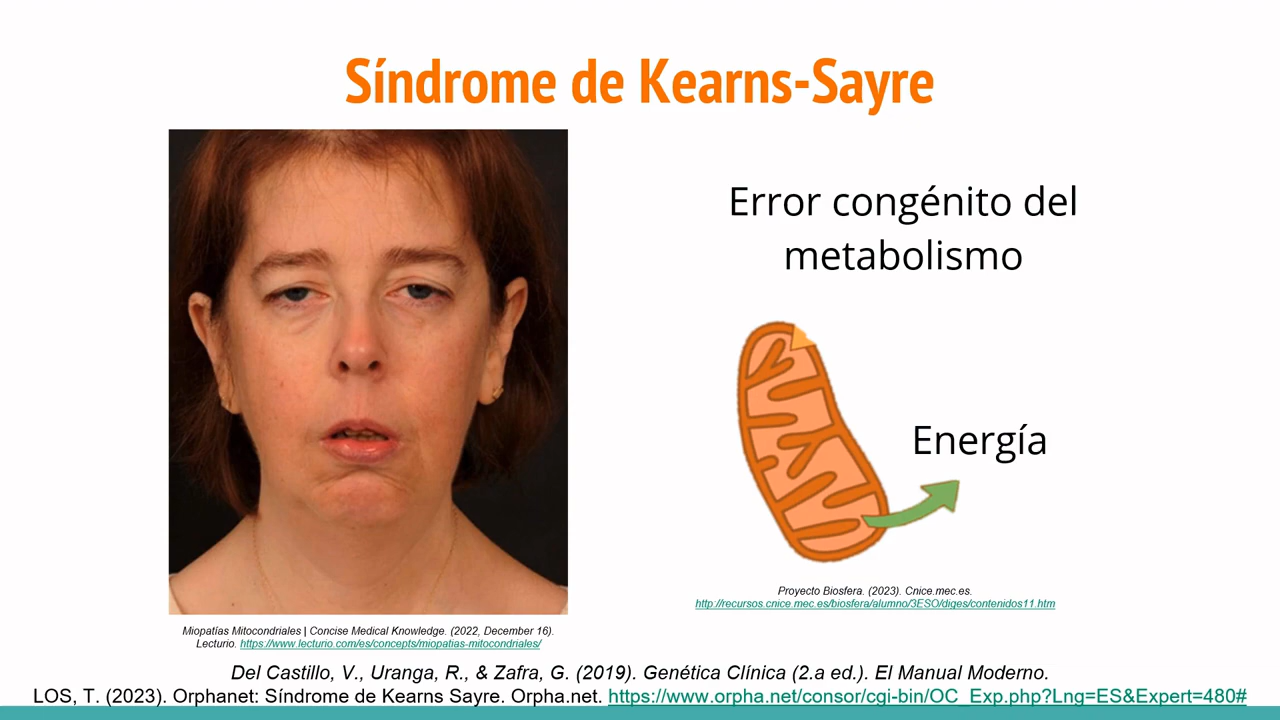 Síndrome de Kearns-Sayre
Error congénito del
metabolismo
Energía
Proyecto Biosfera. (2023). Cnice.mec.es.
http://recursos.cnice.mec.es/biosfera/alumno/3ESO/diges/contenidos11.htm
Miopatías Mitocondriales | Concise Medical Knowledge. (2022, December 16).
Lecturio. https://www.lecturio.com/es/concepts/miopatias-mitocondriales/
Del Castillo, V., Uranga, R., & Zafra, G. (2019). Genética Clínica (2.a ed.). El Manual Moderno.
LOS, T. (2023). Orphanet: Síndrome de Kearns Sayre. Orpha.net. https://www.orpha.net/consor/cgi-bin/OC_Exp.php?Lng=ES&Expert=480#